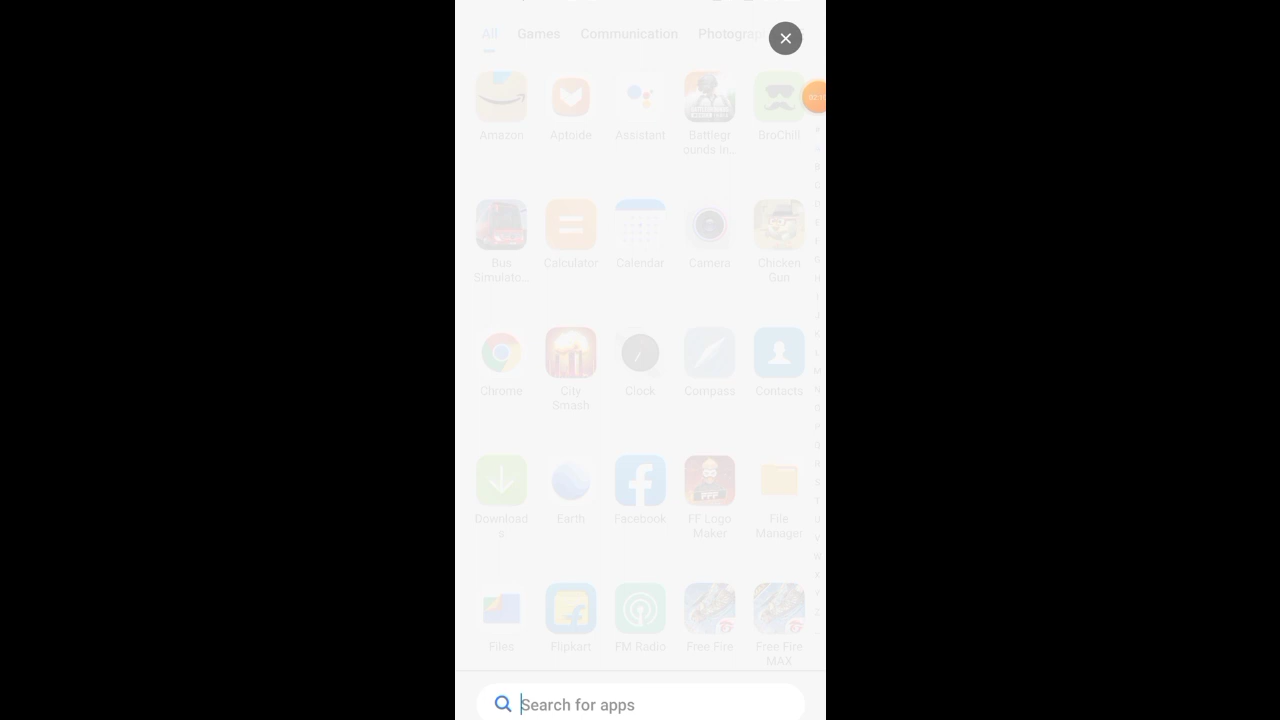 All Games Communication Photograp
Amazon Aptoide Assistant Battlegr BroChill
ounds In...
Bus Calculator Calendar Camera Chicken
Simulato... Gun
Chrome City Clock Compass Contacts
Smash
Download Earth Facebook FF Logo File
s Maker Manager
Files Flipkart FM Radio Free Fire Free Fire
MAX
Search for apps